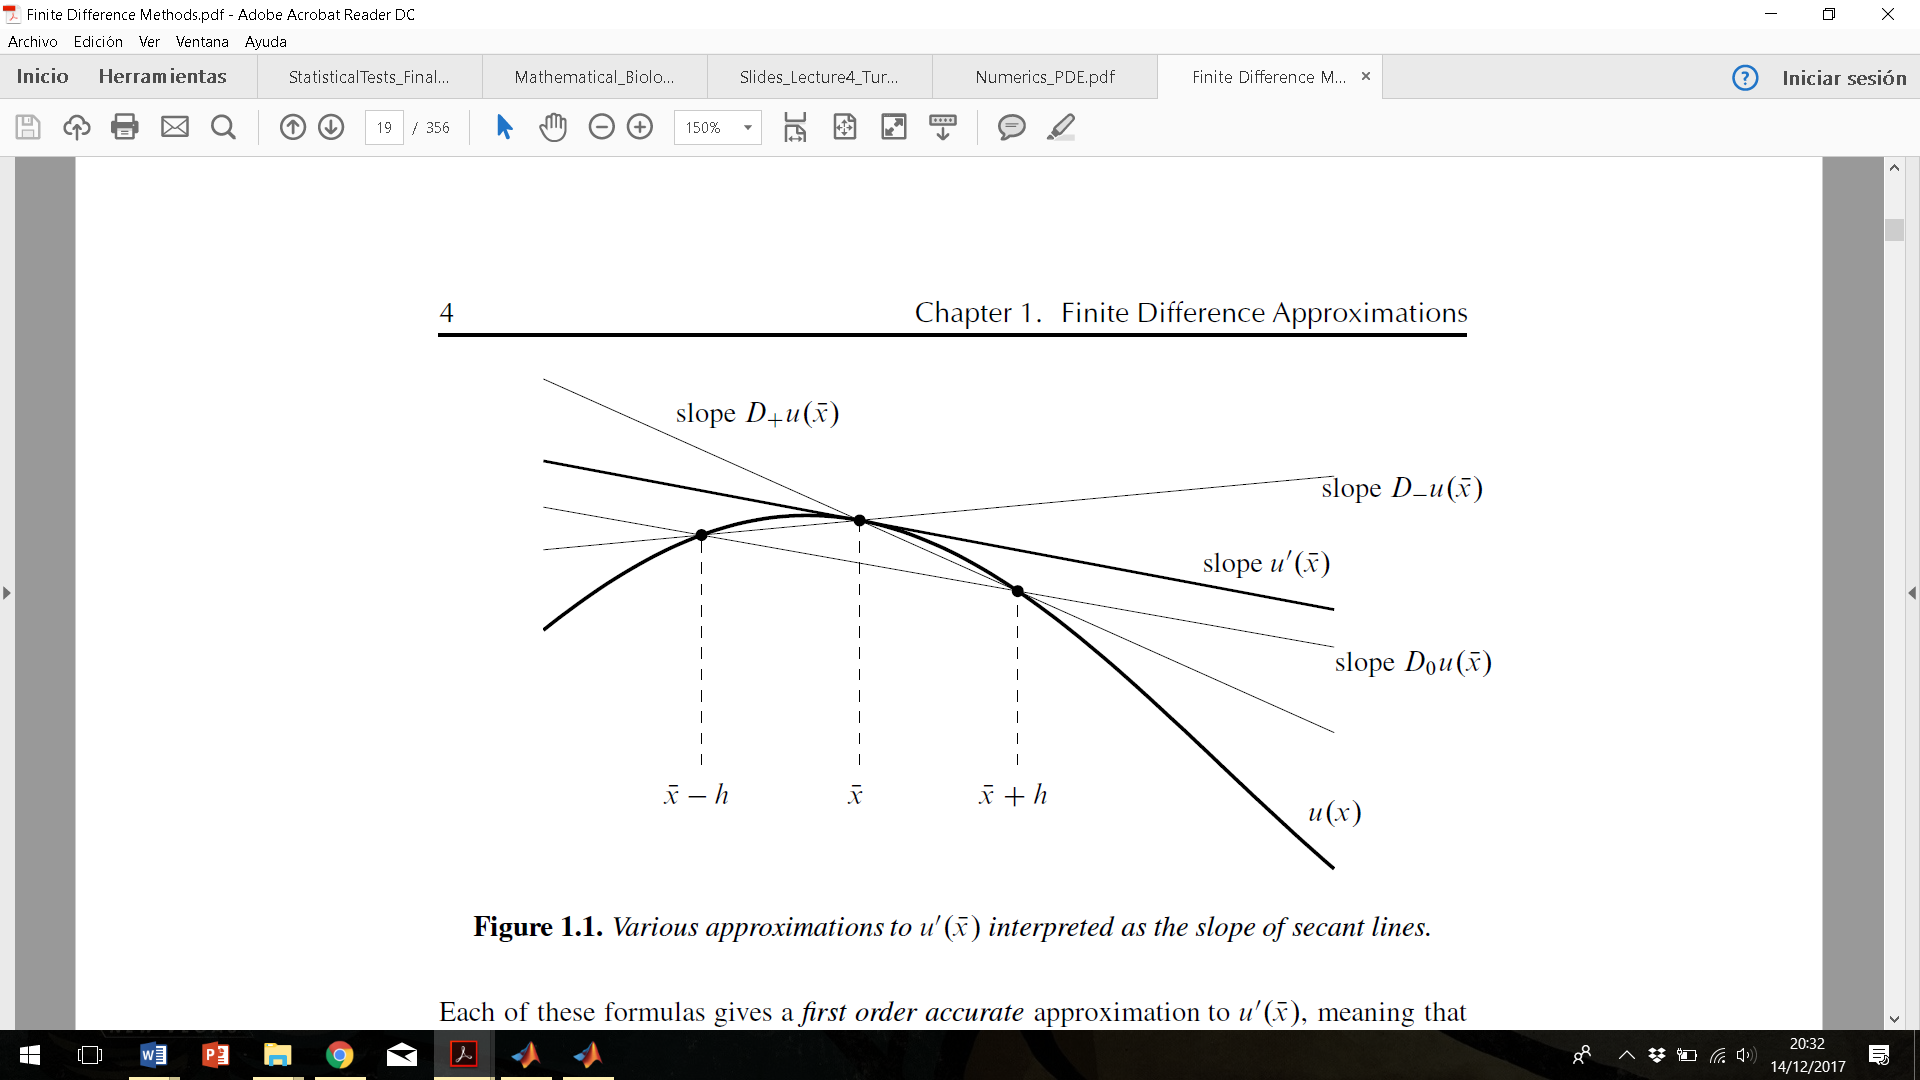 Finite Difference Methods.pdf - Adobe Acrobat Reader DC
Archivo Edición Ver Ventana Ayuda
Inicio Herramientas StatisticalTests_Final... Mathematical_Biolo... Slides_Lecture4_Tur... Numerics_PDE.pdf Finite Difference M... × ? Iniciar sesión
19 / 356 150%
4 Chapter 1. Finite Difference Approximations
slope D₊u(x̄)
slope D₋u(x̄)
slope u′(x̄)
slope D₀u(x̄)
x̄ − h x̄ x̄ + h
u(x)
Figure 1.1. Various approximations to u′(x̄) interpreted as the slope of secant lines.
Each of these formulas gives a first order accurate approximation to u′(x̄), meaning that
20:32
14/12/2017